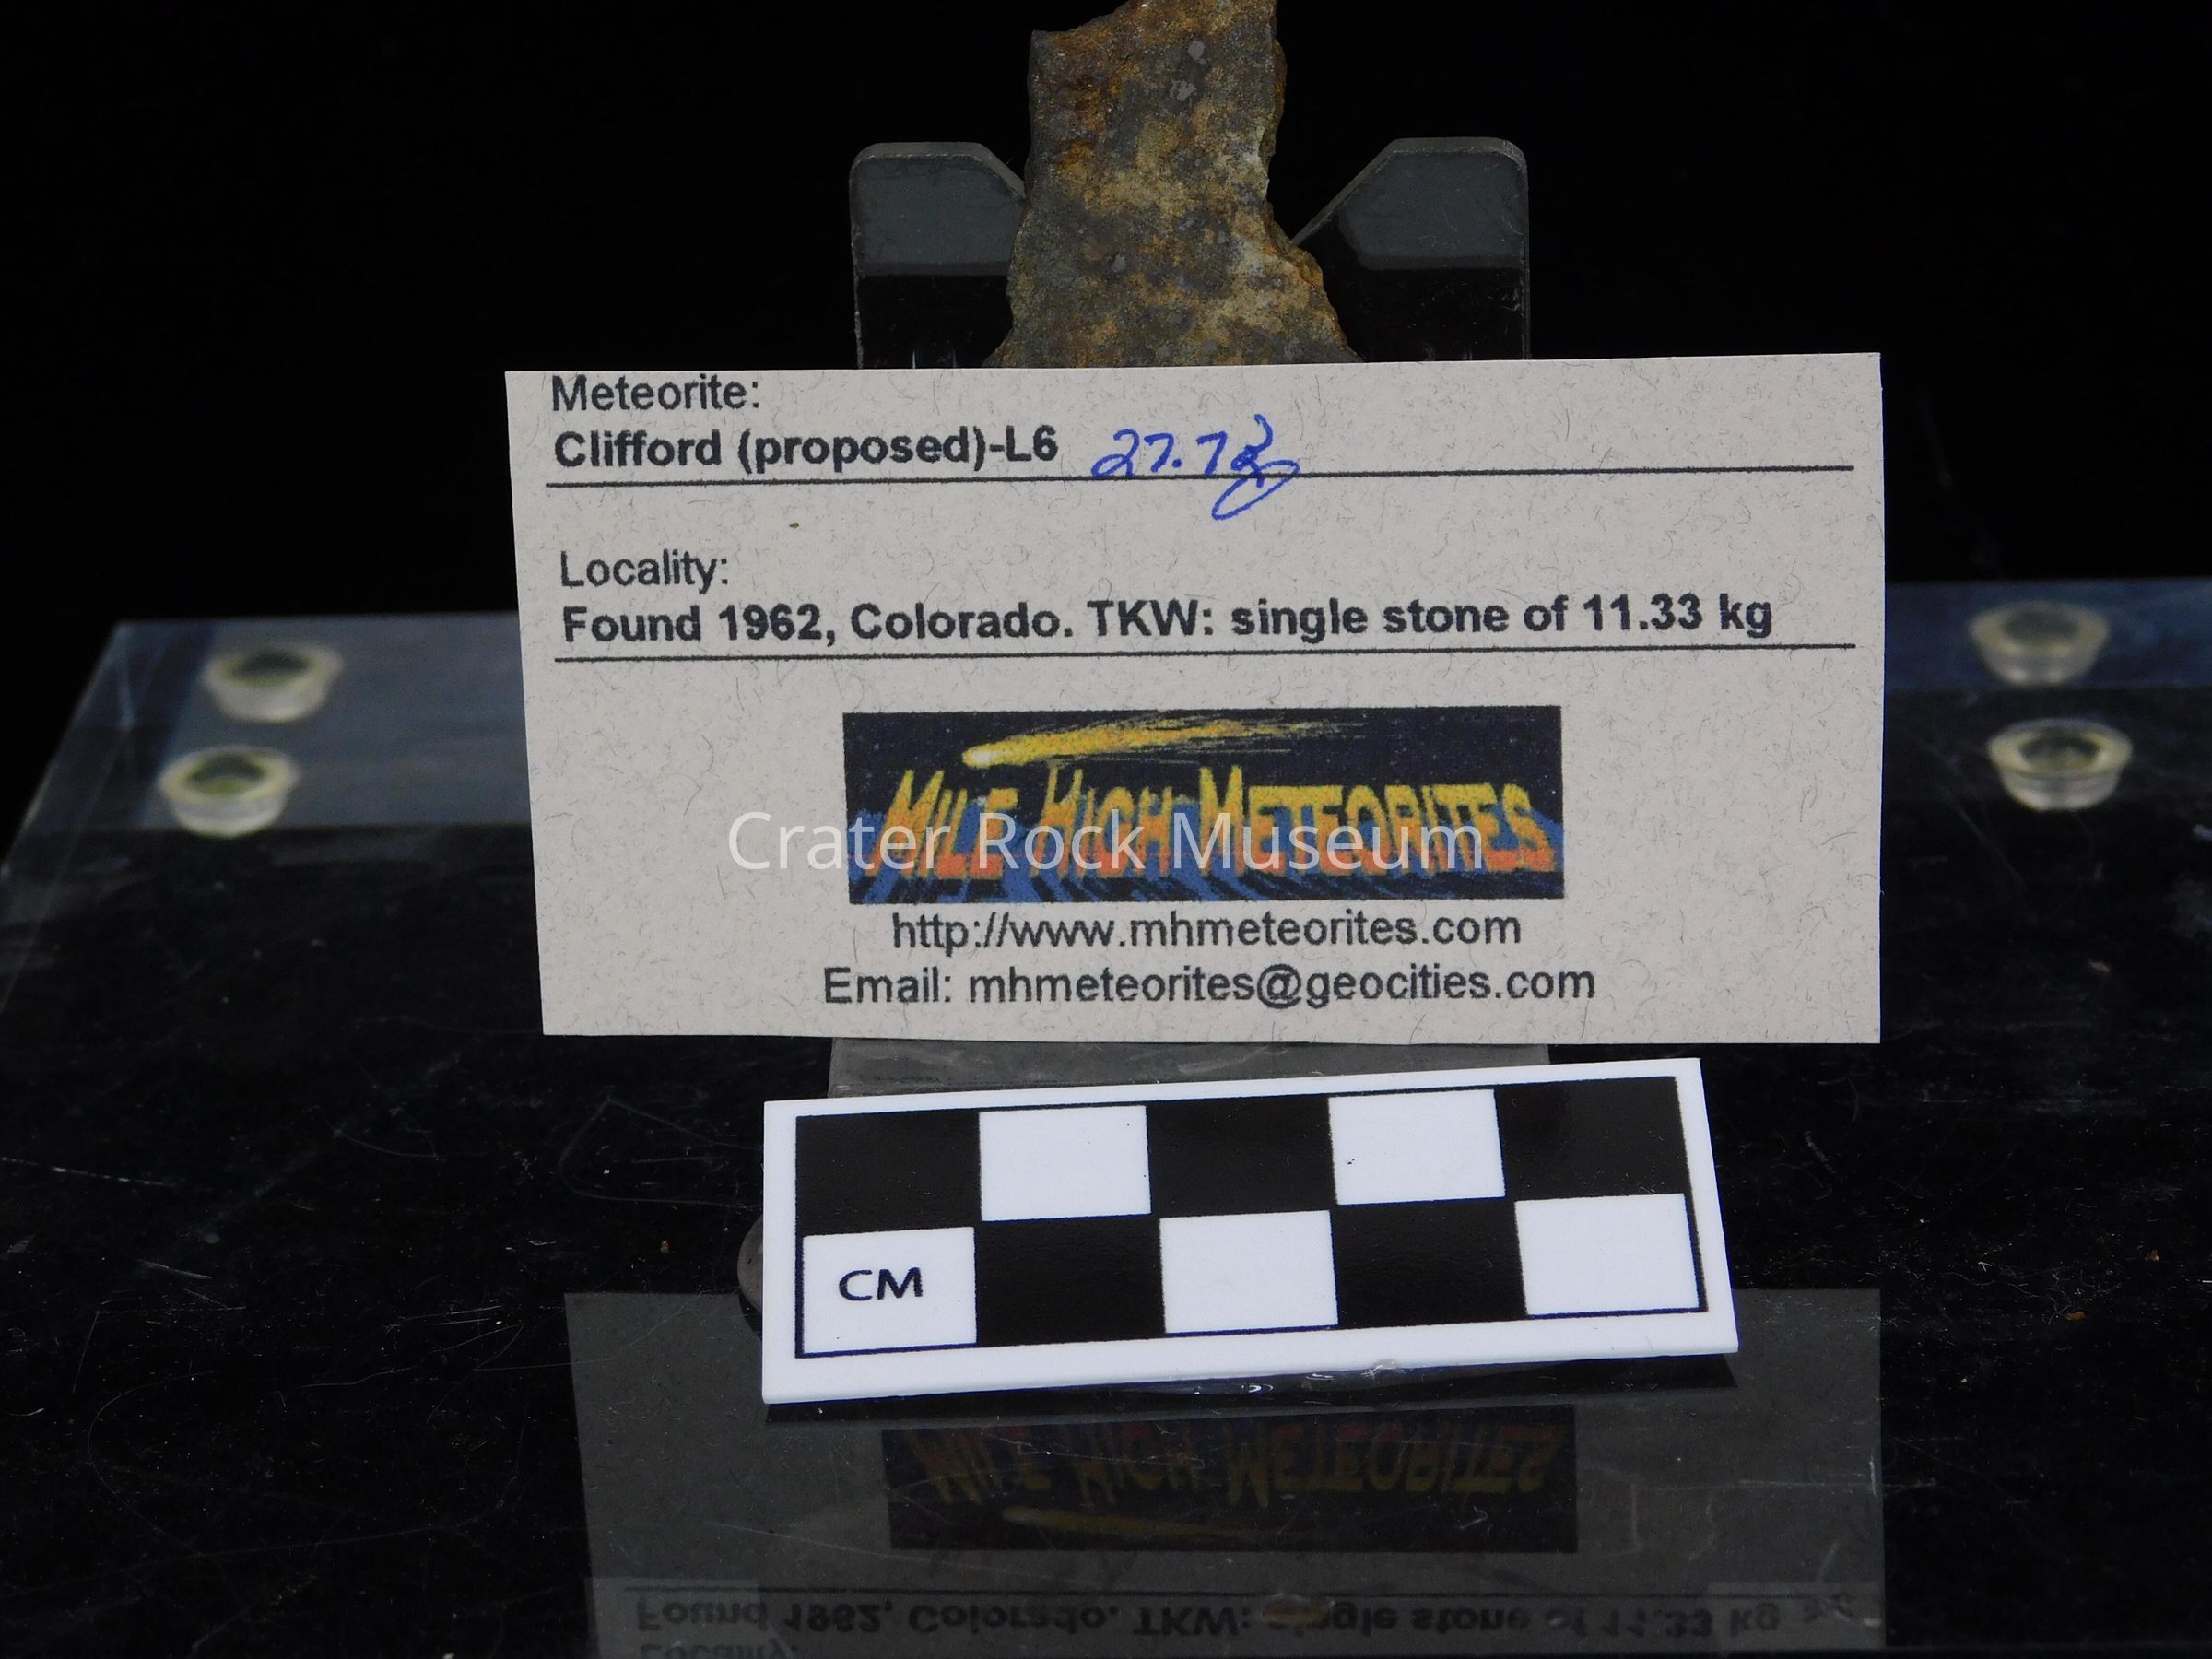 Meteorite:
Clifford (proposed)-L6 27.7g
Locality:
Found 1962, Colorado. TKW: single stone of 11.33 kg
MILE HIGH METEORITES
Crater Rock Museum
http://www.mhmeteorites.com
Email: mhmeteorites@geocities.com
CM